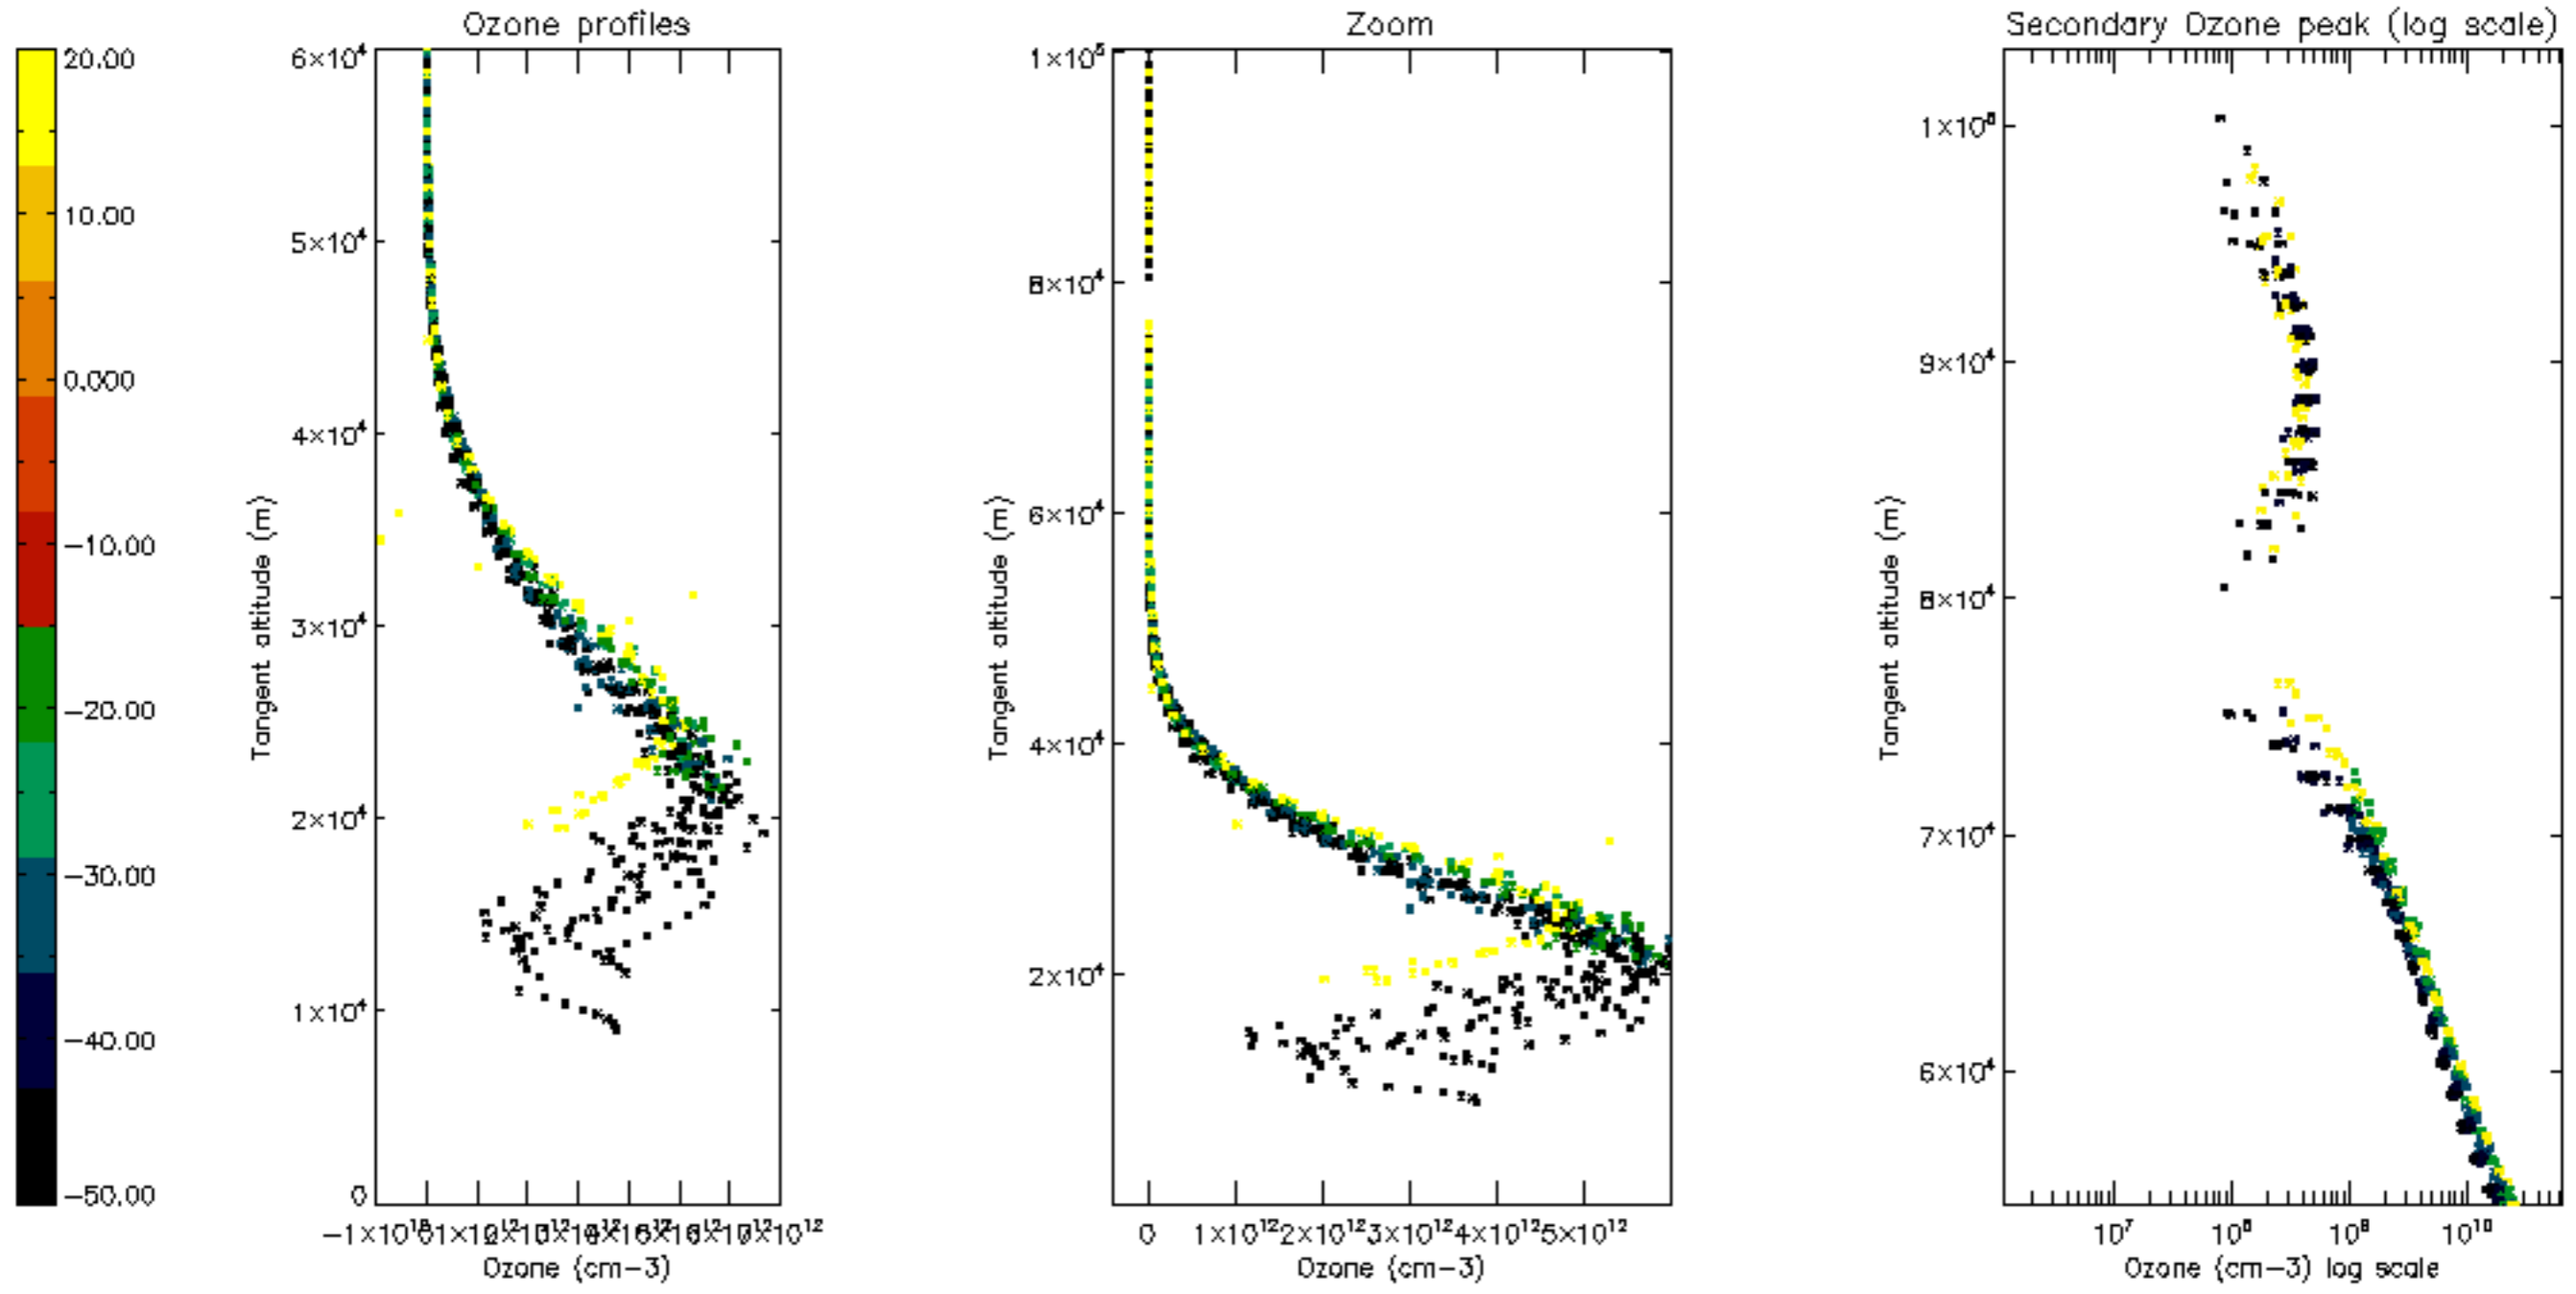 Ozone profiles
Zoom
Secondary Ozone peak (log scale)
20.00
10.00
0.000
−10.00
−20.00
−30.00
−40.00
−50.00
Tangent altitude (m)
6×10⁴
5×10⁴
4×10⁴
3×10⁴
2×10⁴
1×10⁴
0
Ozone (cm−3)
Tangent altitude (m)
1×10⁵
8×10⁴
6×10⁴
4×10⁴
2×10⁴
0 1×10¹² 2×10¹² 3×10¹² 4×10¹² 5×10¹²
Ozone (cm−3)
Tangent altitude (m)
1×10⁵
9×10⁴
8×10⁴
7×10⁴
6×10⁴
10⁷ 10⁸ 10⁹ 10¹⁰
Ozone (cm−3) log scale